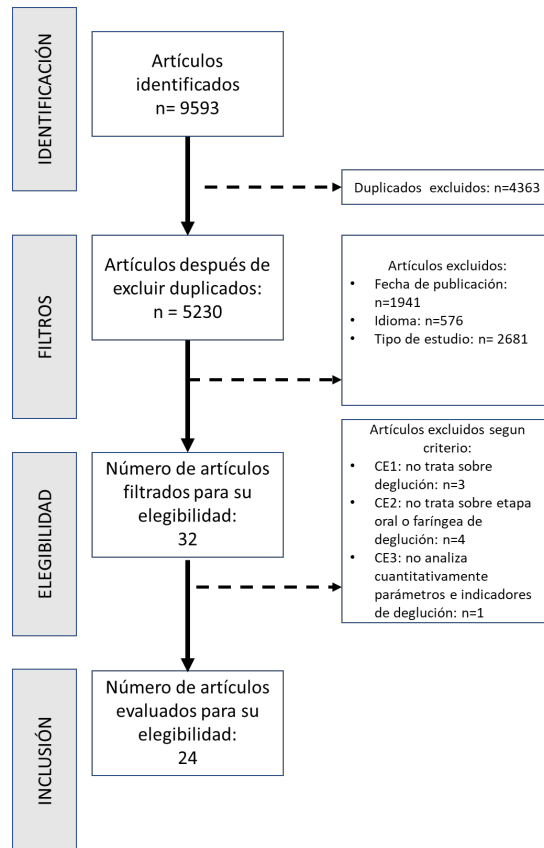 IDENTIFICACIÓN
Artículos
identificados
n= 9593
Duplicados excluidos: n=4363
FILTROS
Artículos después de
excluir duplicados:
n = 5230
Artículos excluidos:
• Fecha de publicación:
n=1941
• Idioma: n=576
• Tipo de estudio: n= 2681
ELEGIBILIDAD
Número de artículos
filtrados para su
elegibilidad:
32
Artículos excluidos segun
criterio:
• CE1: no trata sobre
deglución: n=3
• CE2: no trata sobre etapa
oral o faríngea de
deglución: n=4
• CE3: no analiza
cuantitativamente
parámetros e indicadores
de deglución: n=1
INCLUSIÓN
Número de artículos
evaluados para su
elegibilidad:
24